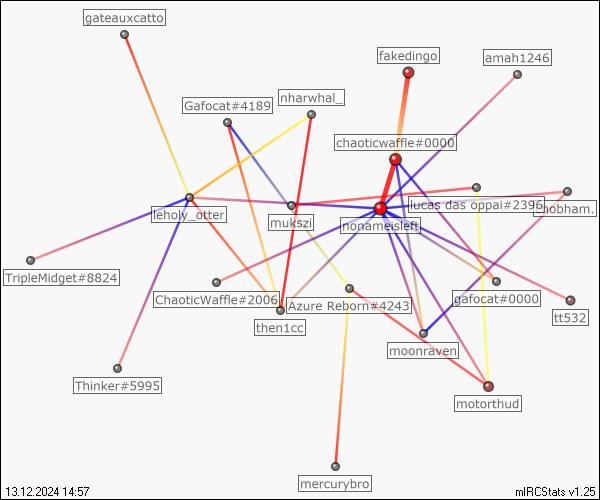 gateauxcatto
fakedingo
amah1246
nharwhal_
Gafocat#4189
chaoticwaffle#0000
lucas das oppai#2396
hobham.
leholy_otter
mukszi
nonameisleft
TripleMidget#8824
ChaoticWaffle#2006
Azure Reborn#4243
gafocat#0000
tt532
then1cc
moonraven
Thinker#5995
motorthud
mercurybro
13.12.2024 14:57
mIRCStats v1.25